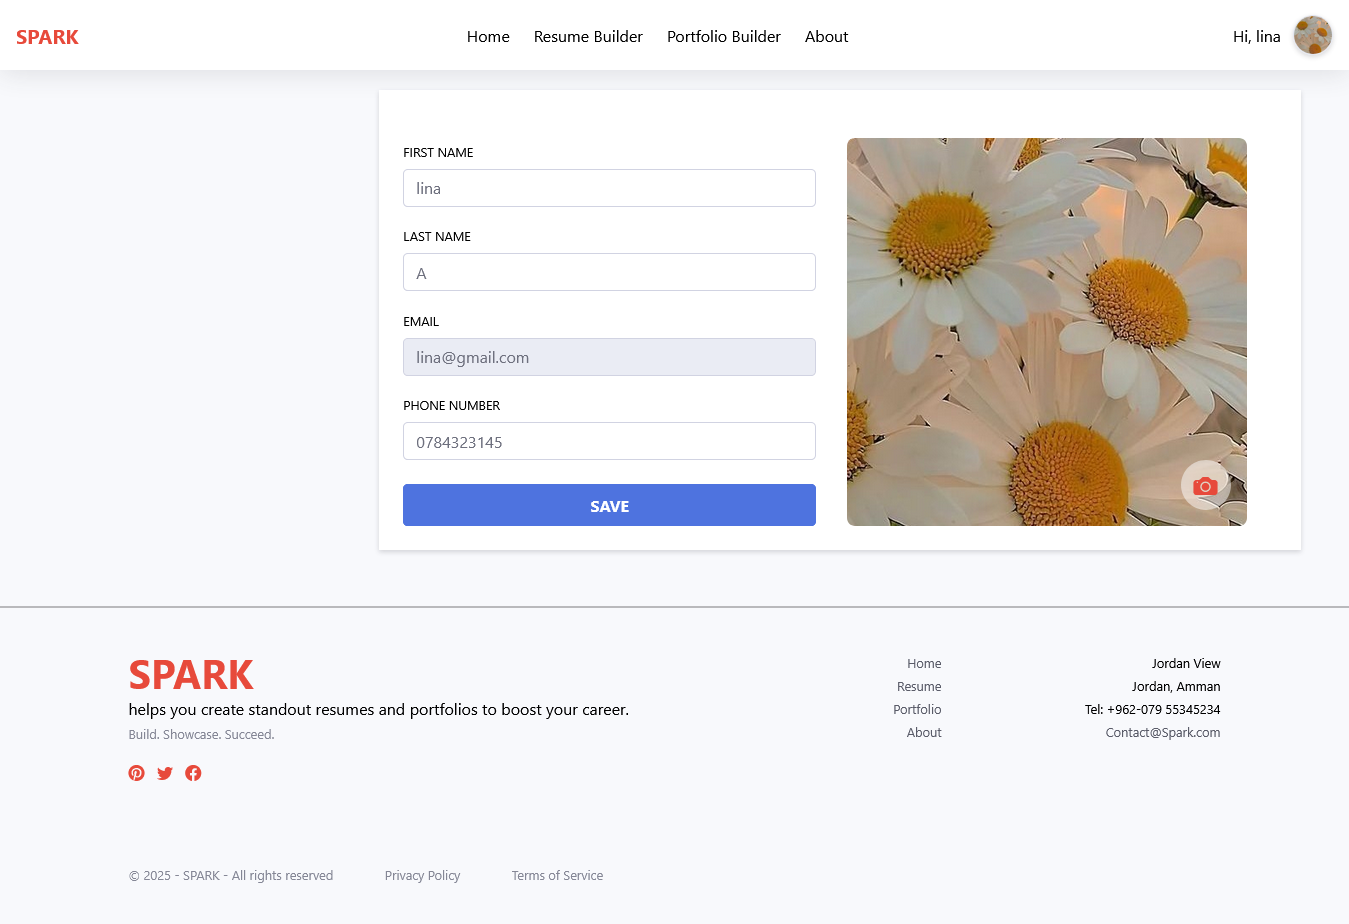 SPARK
Home
Resume Builder
Portfolio Builder
About
Hi, lina
FIRST NAME
lina
LAST NAME
A
EMAIL
lina@gmail.com
PHONE NUMBER
0784323145
SAVE
SPARK
helps you create standout resumes and portfolios to boost your career.
Build. Showcase. Succeed.
Home
Resume
Portfolio
About
Jordan View
Jordan, Amman
Tel: +962-079 55345234
Contact@Spark.com
© 2025 - SPARK - All rights reserved
Privacy Policy
Terms of Service